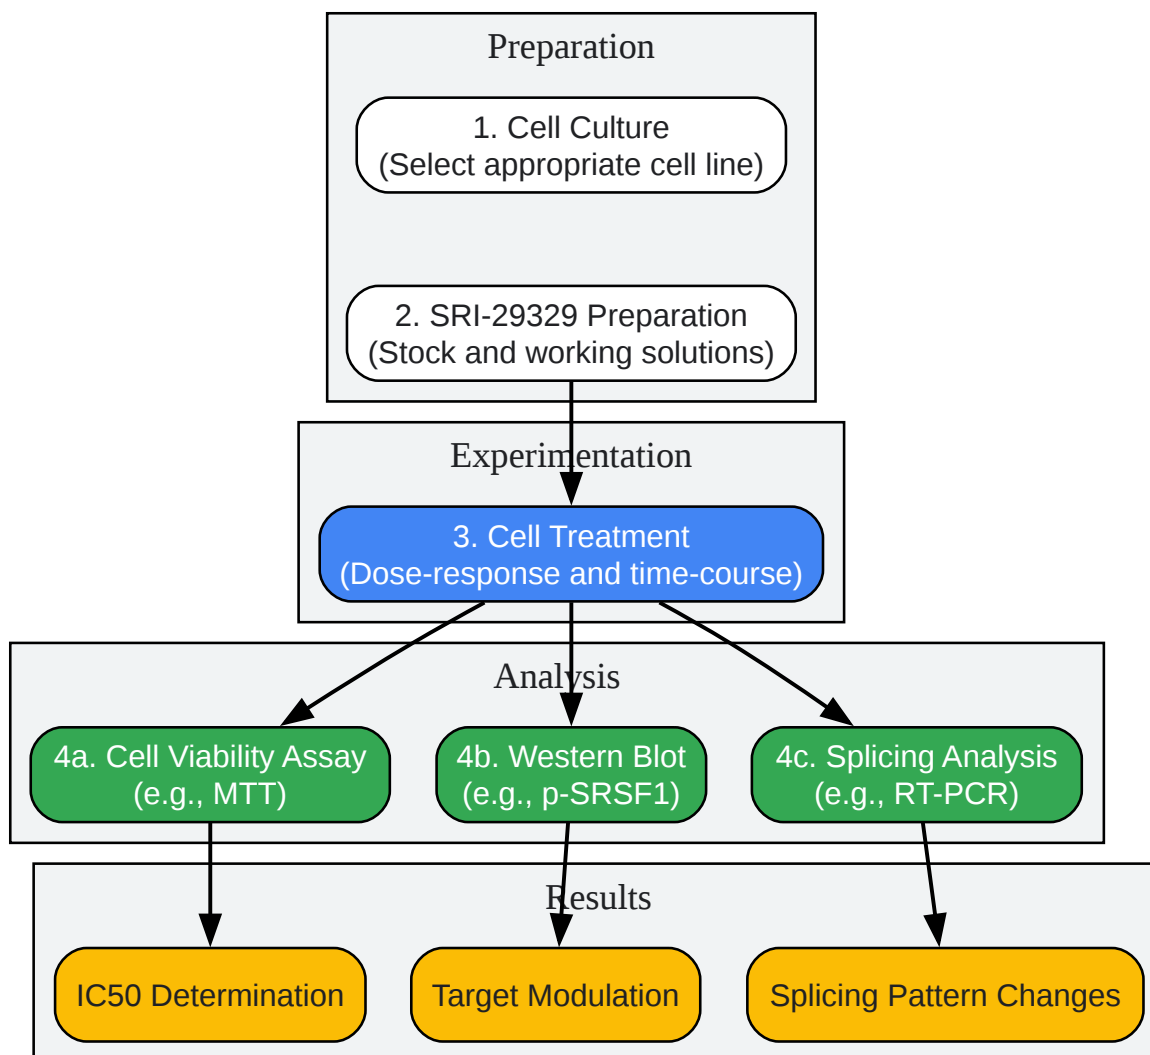 Preparation
1. Cell Culture
(Select appropriate cell line)
2. SRI-29329 Preparation
(Stock and working solutions)
Experimentation
3. Cell Treatment
(Dose-response and time-course)
Analysis
4a. Cell Viability Assay
(e.g., MTT)
4b. Western Blot
(e.g., p-SRSF1)
4c. Splicing Analysis
(e.g., RT-PCR)
Results
IC50 Determination
Target Modulation
Splicing Pattern Changes